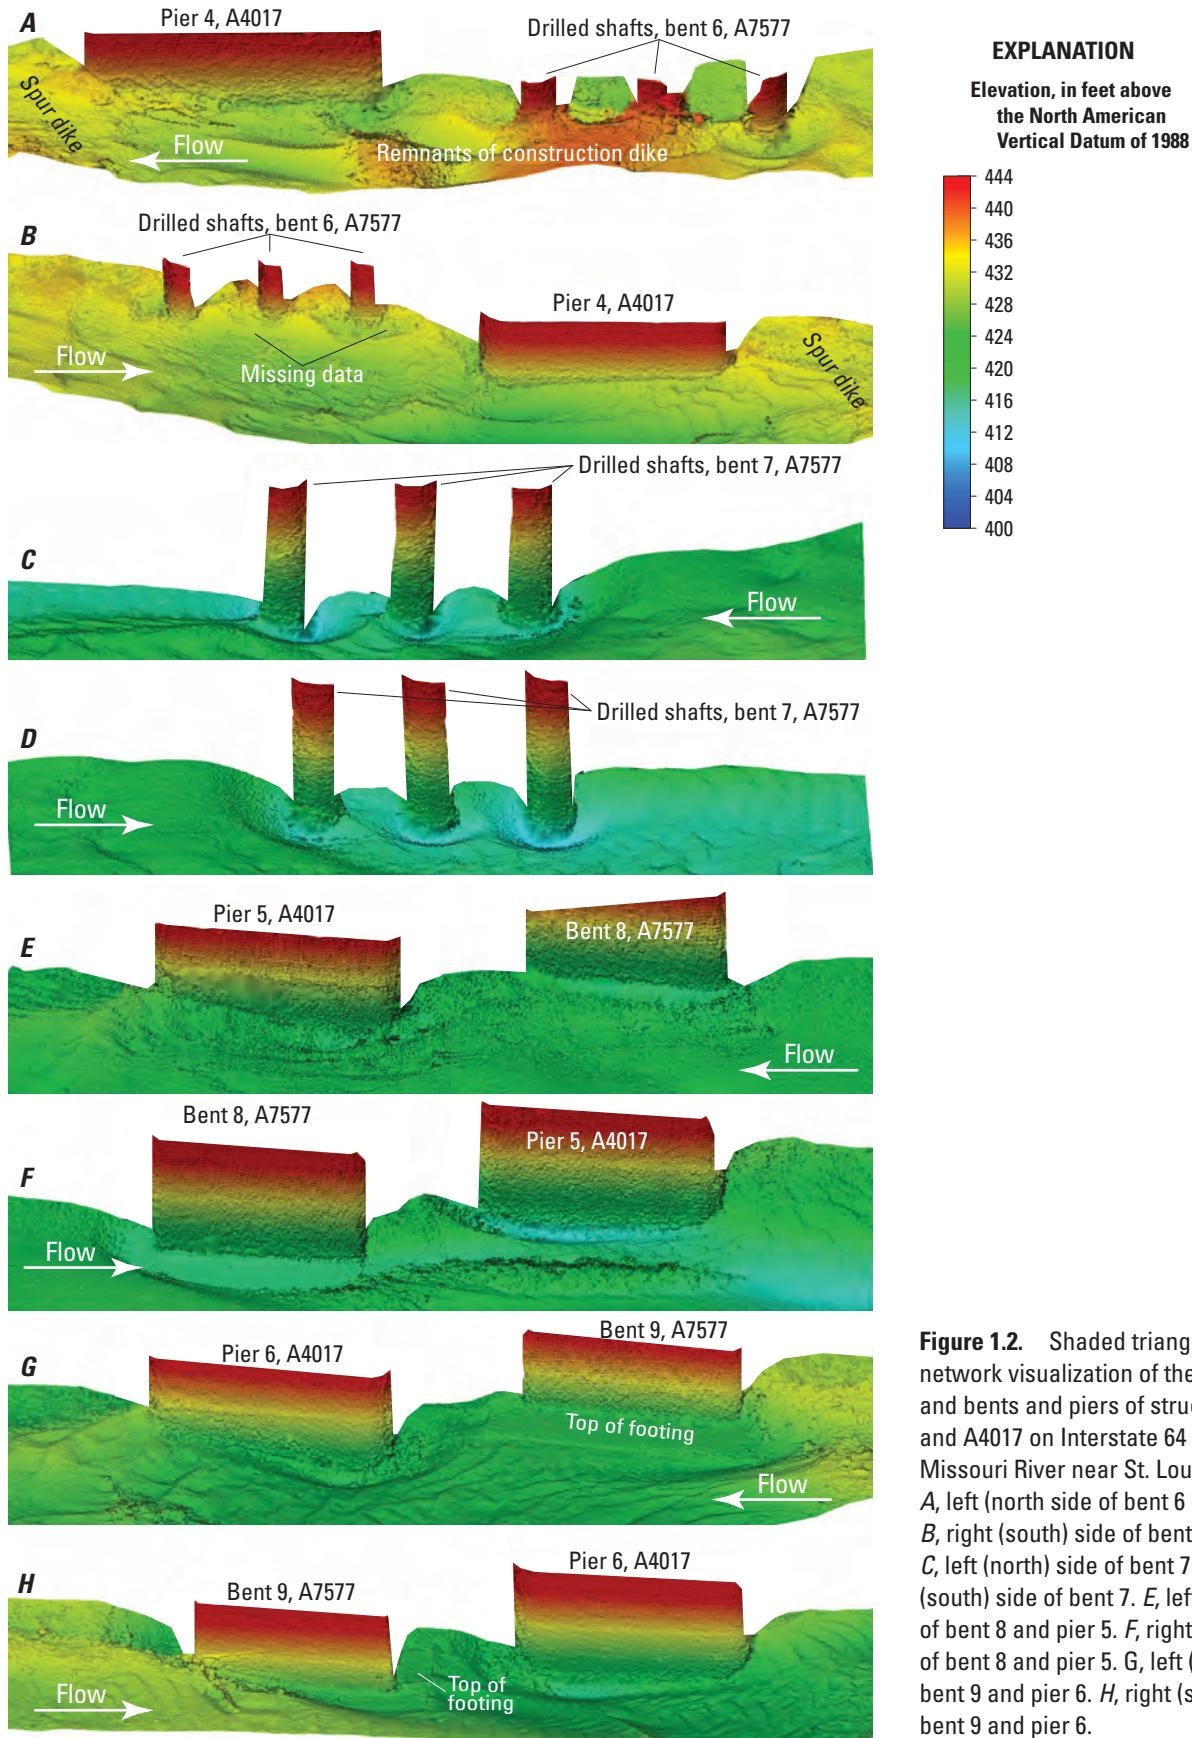 A
Pier 4, A4017
Drilled shafts, bent 6, A7577
Spur dike
Flow
Remnants of construction dike
B
Drilled shafts, bent 6, A7577
Pier 4, A4017
Flow
Missing data
Spur dike
C
Drilled shafts, bent 7, A7577
Flow
D
Drilled shafts, bent 7, A7577
Flow
E
Pier 5, A4017
Bent 8, A7577
Flow
F
Bent 8, A7577
Pier 5, A4017
Flow
G
Pier 6, A4017
Bent 9, A7577
Top of footing
Flow
H
Bent 9, A7577
Pier 6, A4017
Top of
footing
Flow
EXPLANATION
Elevation, in feet above
the North American
Vertical Datum of 1988
444
440
436
432
428
424
420
416
412
408
404
400
Figure 1.2. Shaded triang
network visualization of the
and bents and piers of struc
and A4017 on Interstate 64
Missouri River near St. Lou
A, left (north side of bent 6
B, right (south) side of bent
C, left (north) side of bent 7
(south) side of bent 7. E, left
of bent 8 and pier 5. F, right
of bent 8 and pier 5. G, left (
bent 9 and pier 6. H, right (s
bent 9 and pier 6.